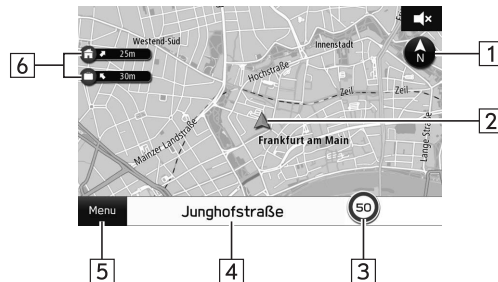 Westend-Süd
Innenstadt
25m
30m
N
1
6
Hochstraße
Zeil
Zeil
2
Frankfurt am Main
Mainzer Landstraße
Lange Straße
Menu
Junghofstraße
50
5
4
3